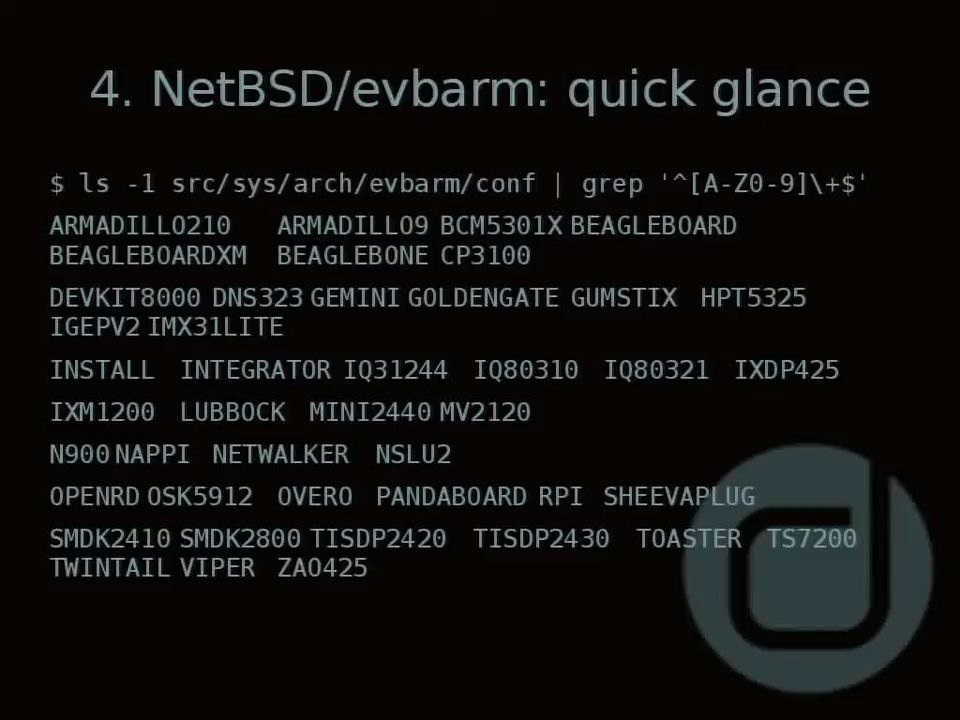 4. NetBSD/evbarm: quick glance
$ ls -1 src/sys/arch/evbarm/conf | grep '^[A-Z0-9]\+$'
ARMADILLO210 ARMADILLO9 BCM5301X BEAGLEBOARD
BEAGLEBOARDXM BEAGLEBONE CP3100
DEVKIT8000 DNS323 GEMINI GOLDENGATE GUMSTIX HPT5325
IGEPV2 IMX31LITE
INSTALL INTEGRATOR IQ31244 IQ80310 IQ80321 IXDP425
IXM1200 LUBBOCK MINI2440 MV2120
N900 NAPPI NETWALKER NSLU2
OPENRD OSK5912 OVERO PANDABOARD RPI SHEEVAPLUG
SMDK2410 SMDK2800 TISDP2420 TISDP2430 TOASTER TS7200
TWINTAIL VIPER ZAO425